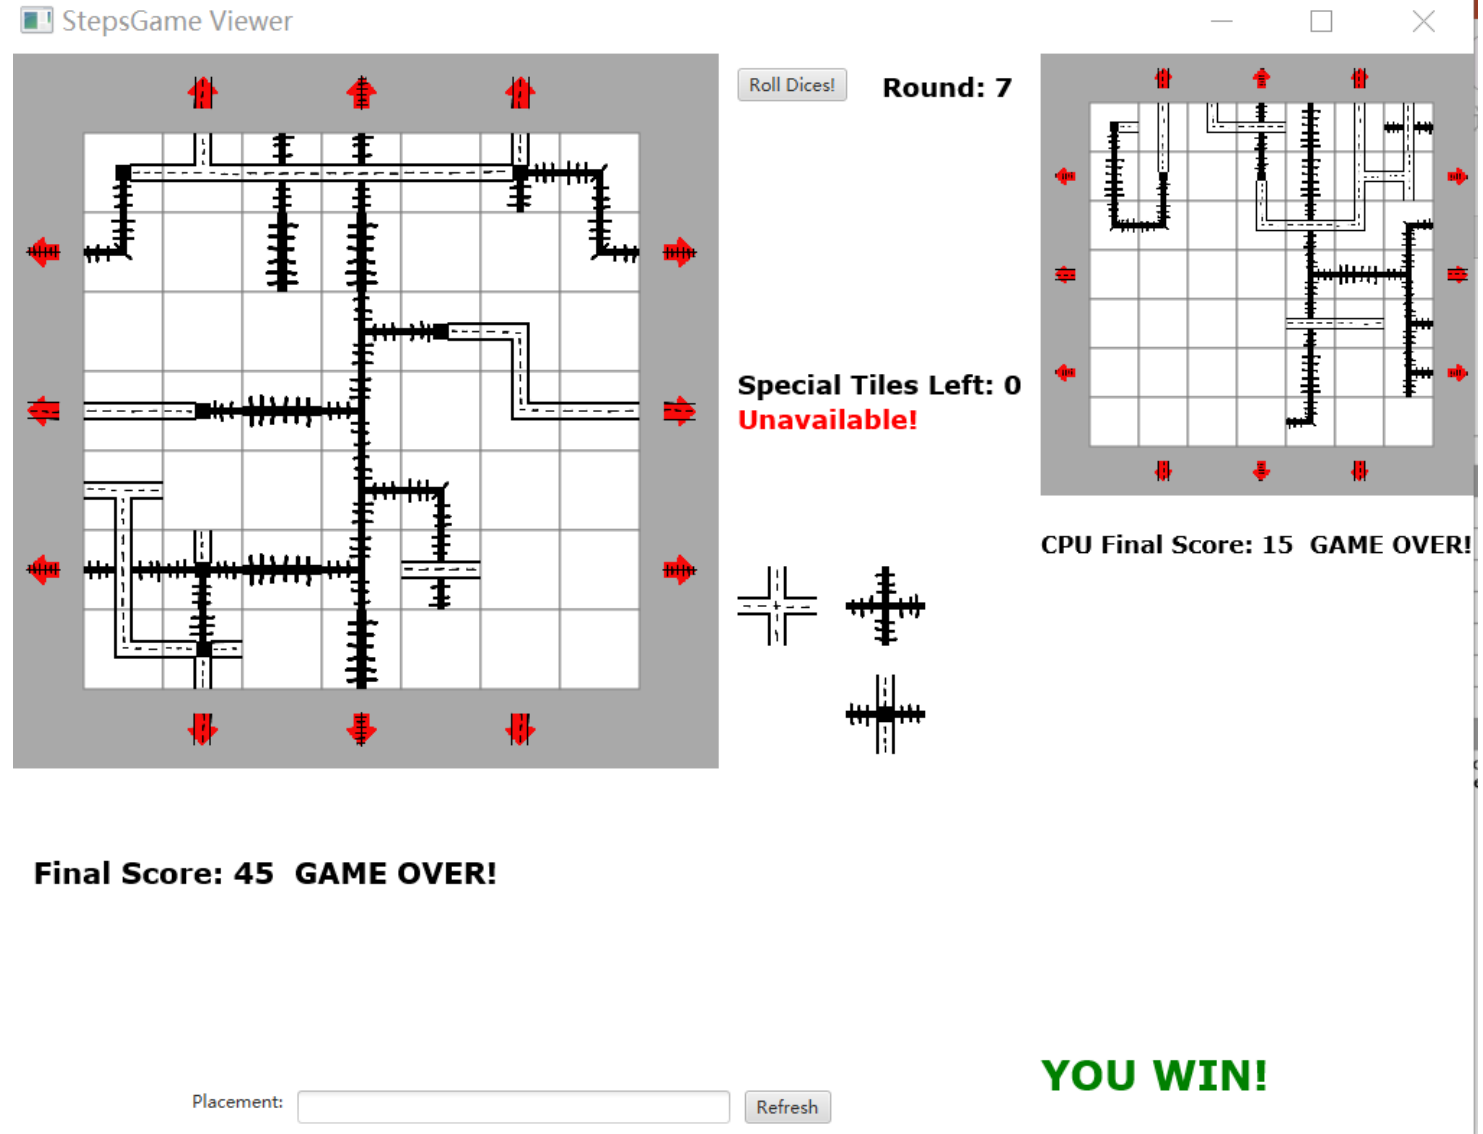 StepsGame Viewer
Roll Dices!
Round: 7
Special Tiles Left: 0
Unavailable!
CPU Final Score: 15  GAME OVER!
Final Score: 45  GAME OVER!
YOU WIN!
Placement:
Refresh